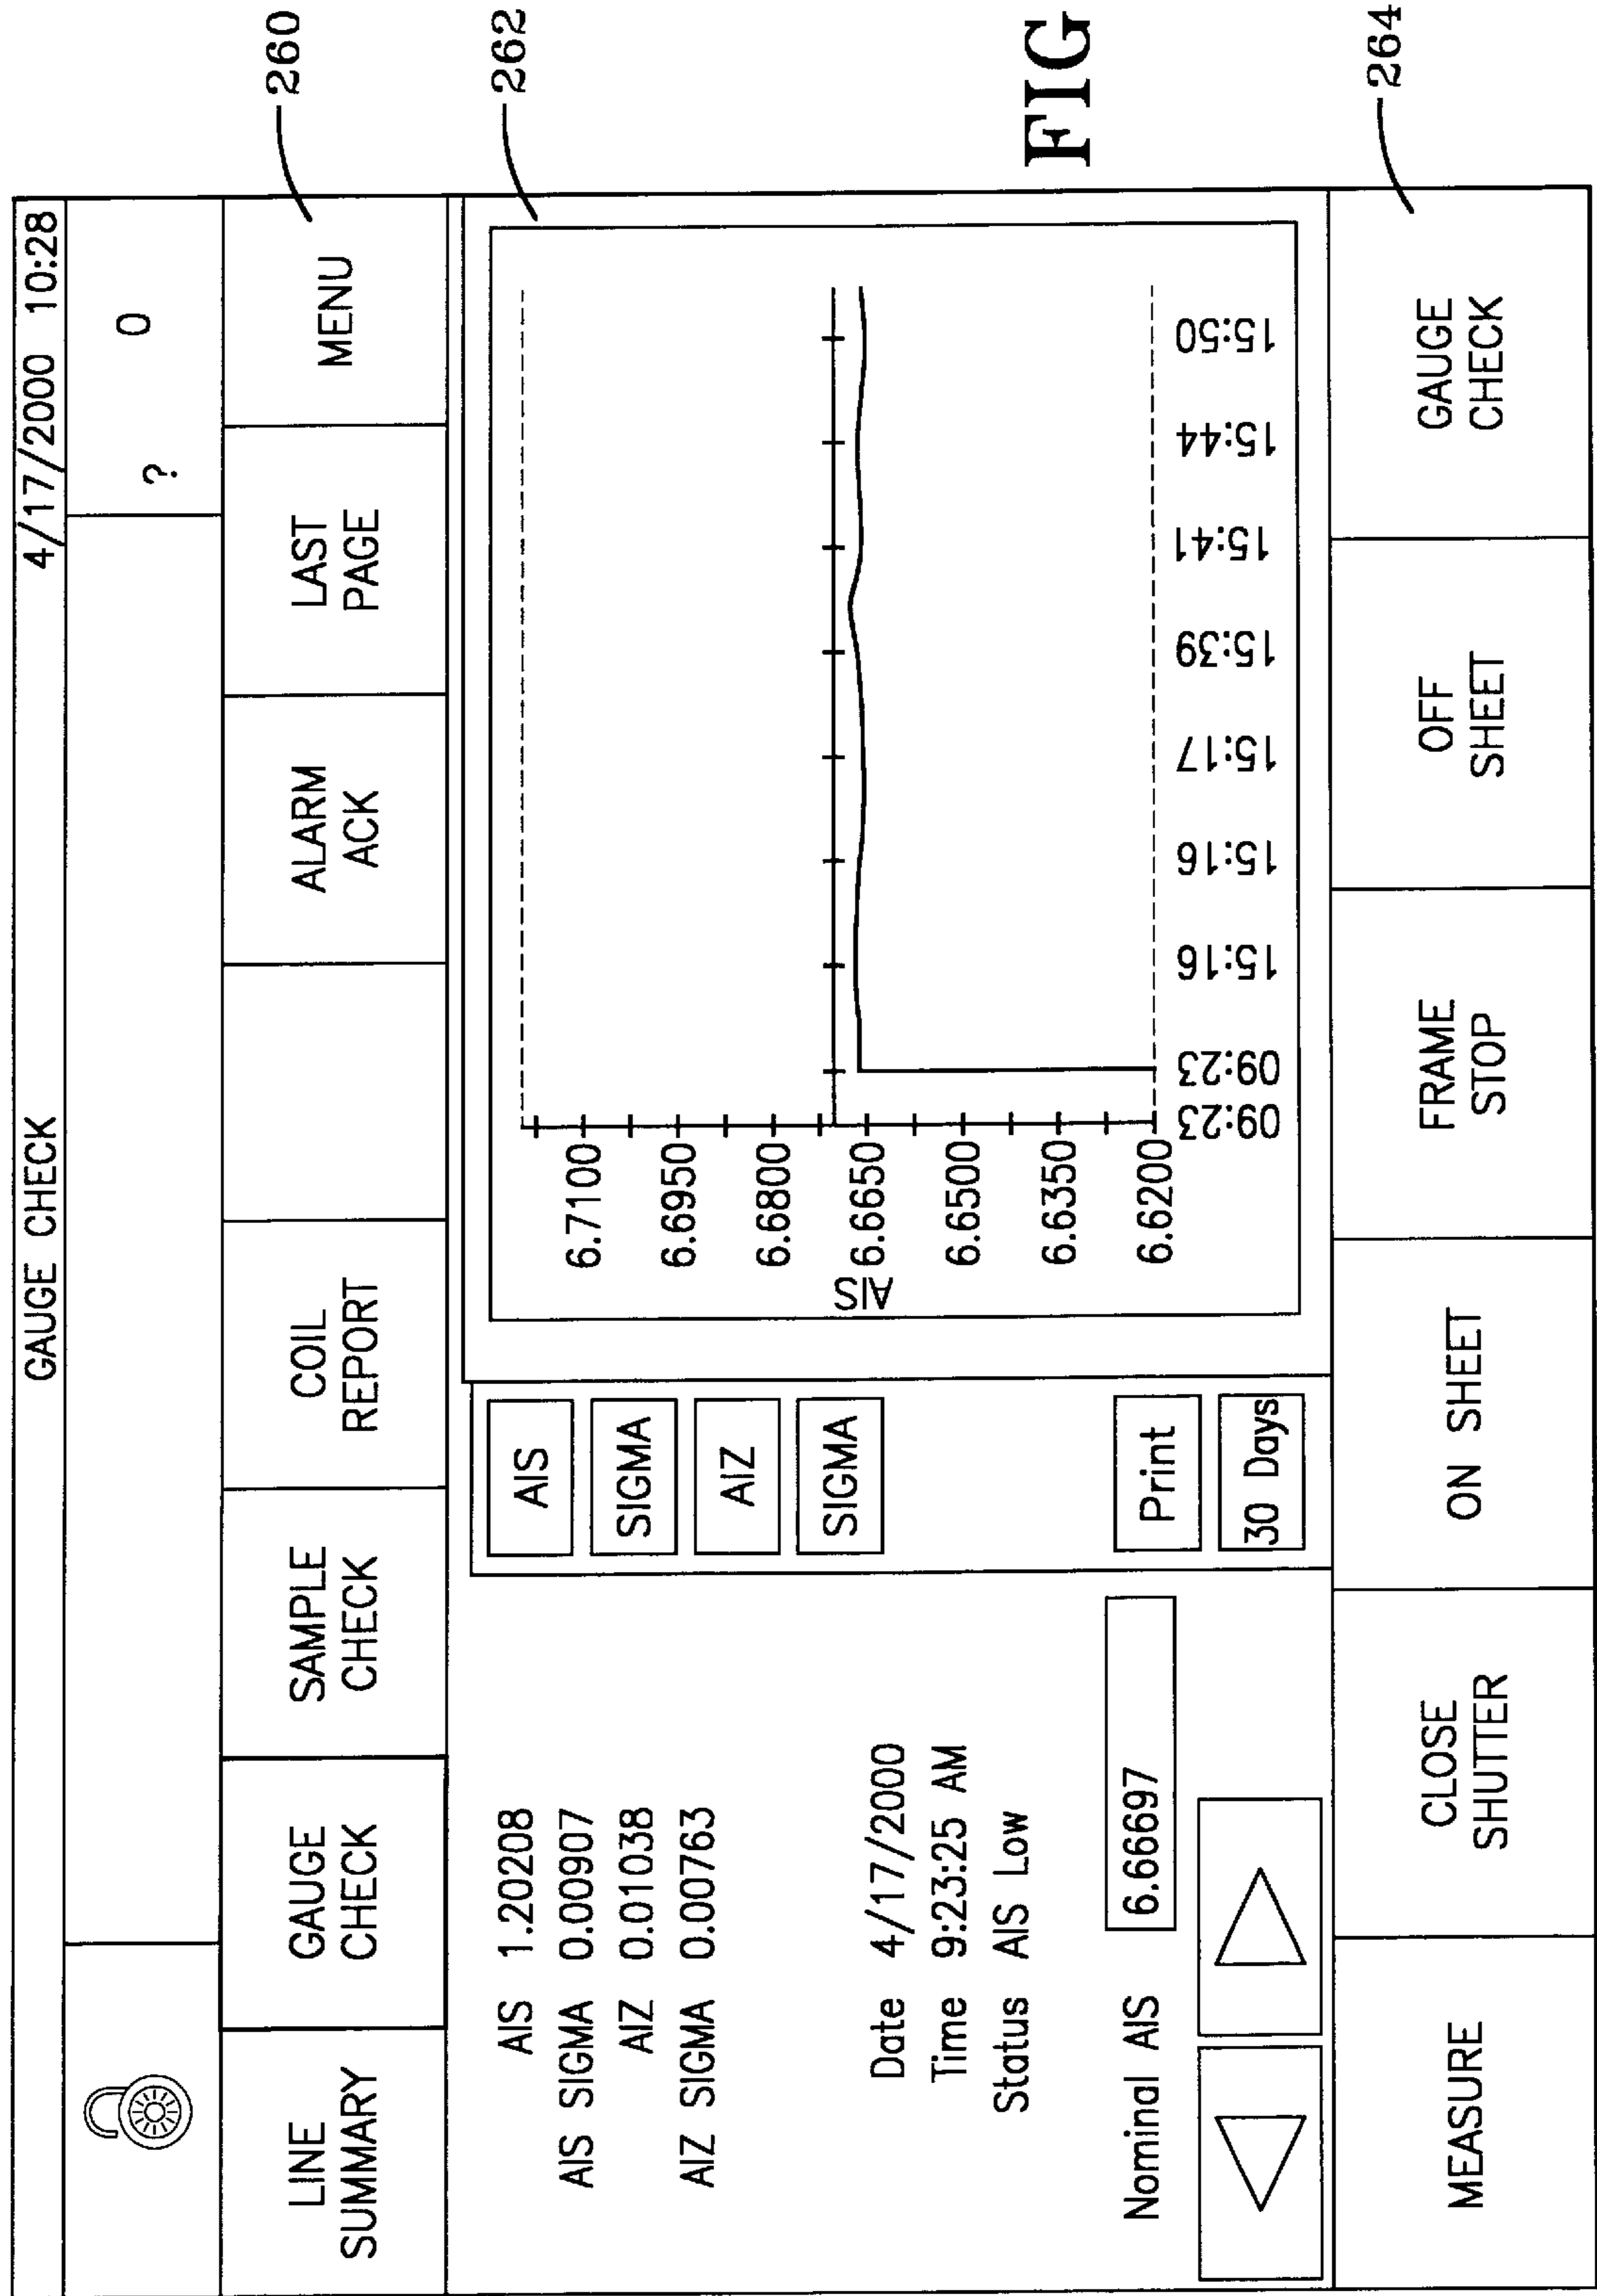 GAUGE CHECK
4/17/2000 10:28
? 0
LINE
SUMMARY
GAUGE
CHECK
SAMPLE
CHECK
COIL
REPORT
ALARM
ACK
LAST
PAGE
MENU
260
AIS 1.20208
AIS SIGMA 0.00907
AIZ 0.01038
AIZ SIGMA 0.00763
Date 4/17/2000
Time 9:23:25 AM
Status AIS Low
Nominal AIS 6.66697
AIS
SIGMA
AIZ
SIGMA
Print
30 Days
262
AIS
6.7100
6.6950
6.6800
6.6650
6.6500
6.6350
6.6200
09:23 09:23 15:16 15:16 15:17 15:39 15:41 15:44 15:50
FIG
MEASURE
CLOSE
SHUTTER
ON SHEET
FRAME
STOP
OFF
SHEET
GAUGE
CHECK
264